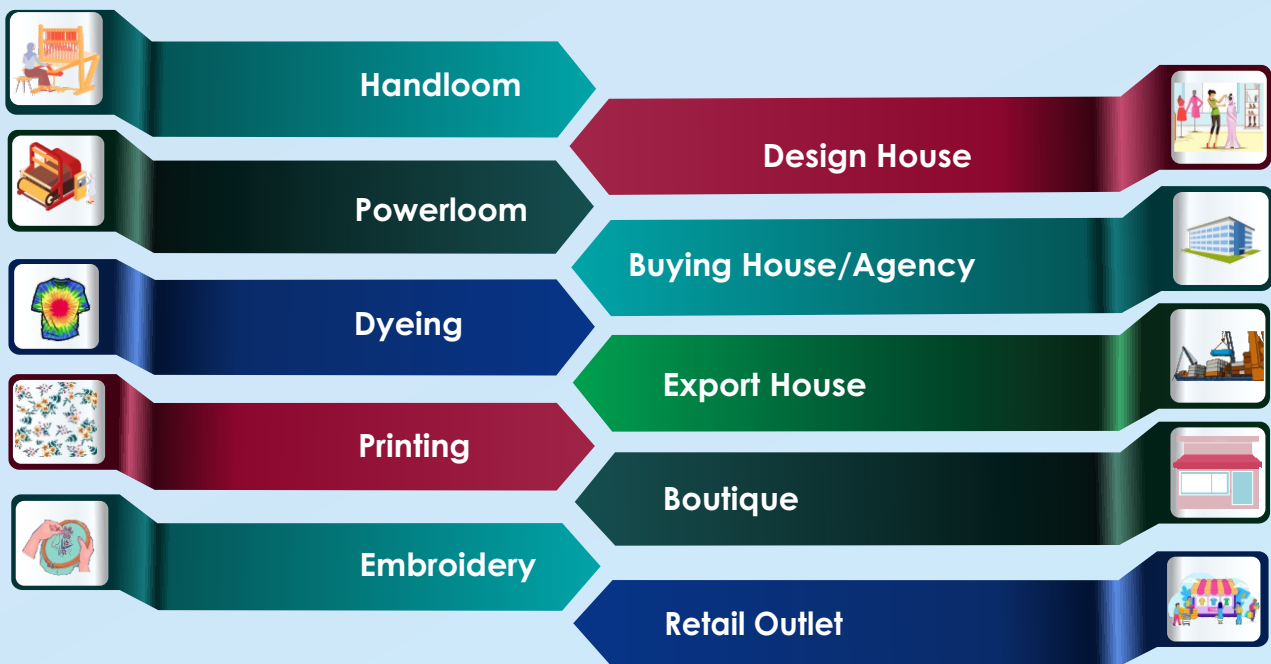 Handloom
Powerloom
Dyeing
Printing
Embroidery
Design House
Buying House/Agency
Export House
Boutique
Retail Outlet